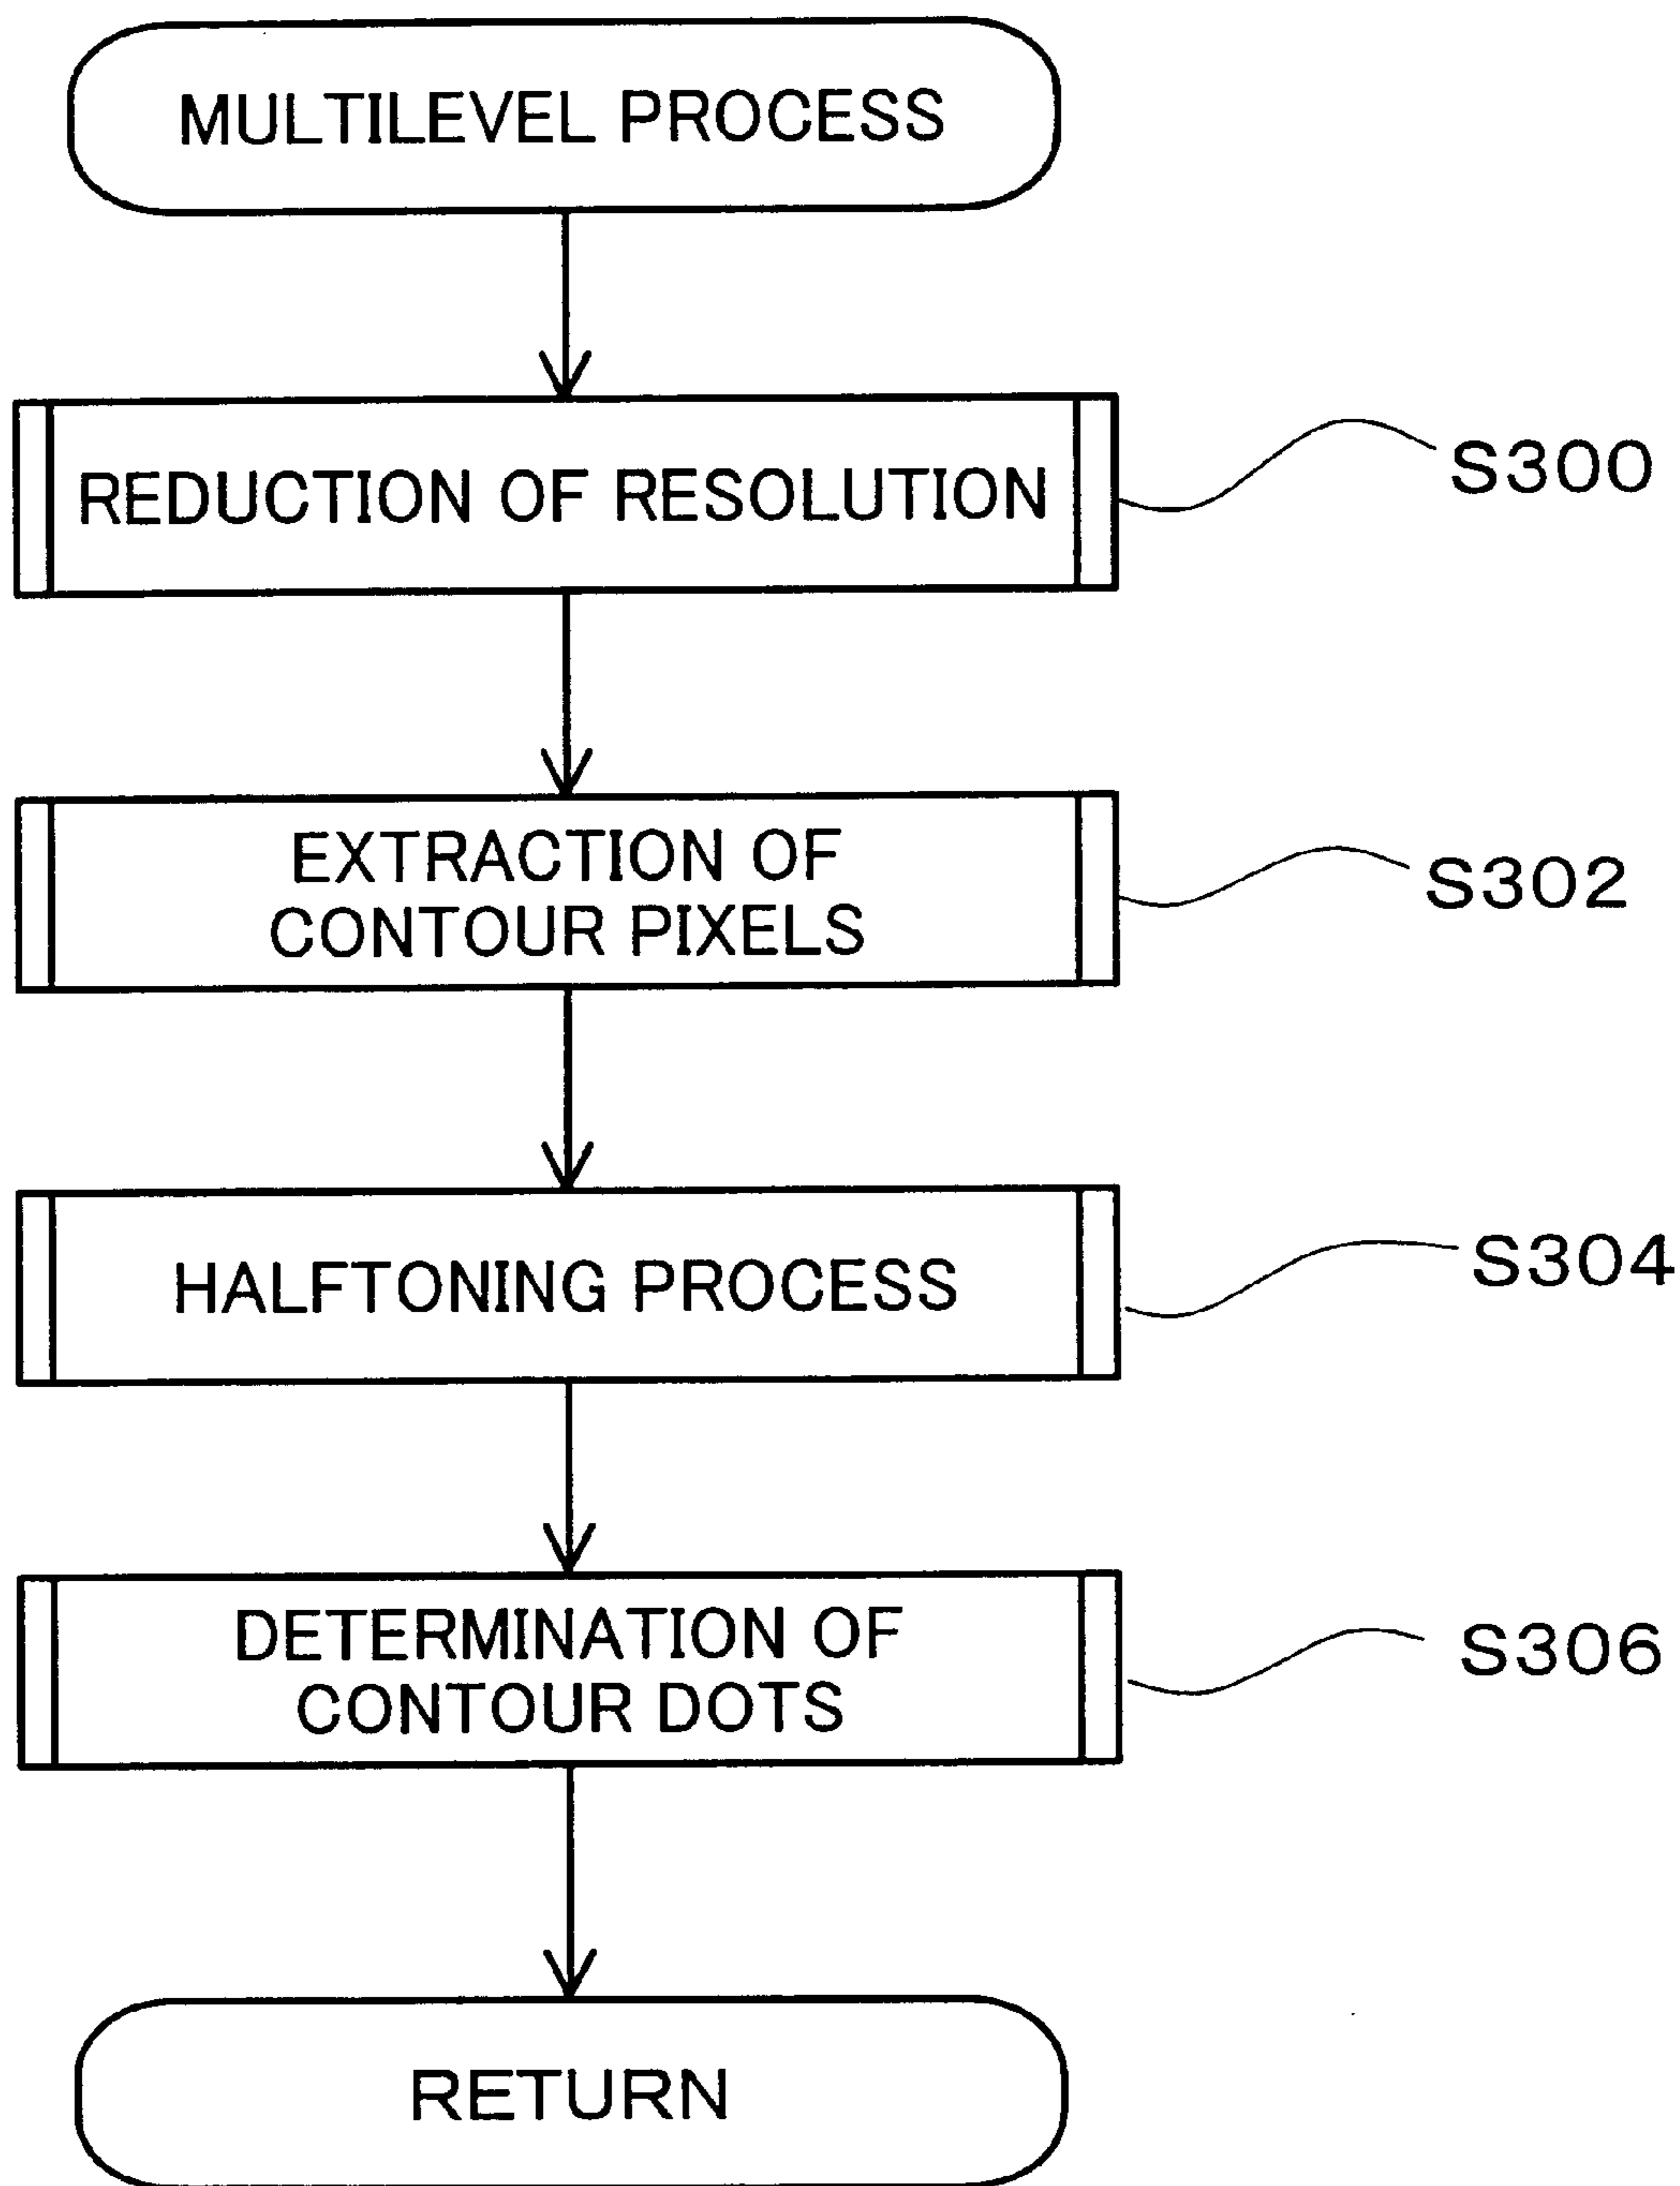 MULTILEVEL PROCESS
REDUCTION OF RESOLUTION
S300
EXTRACTION OF
CONTOUR PIXELS
S302
HALFTONING PROCESS
S304
DETERMINATION OF
CONTOUR DOTS
S306
RETURN